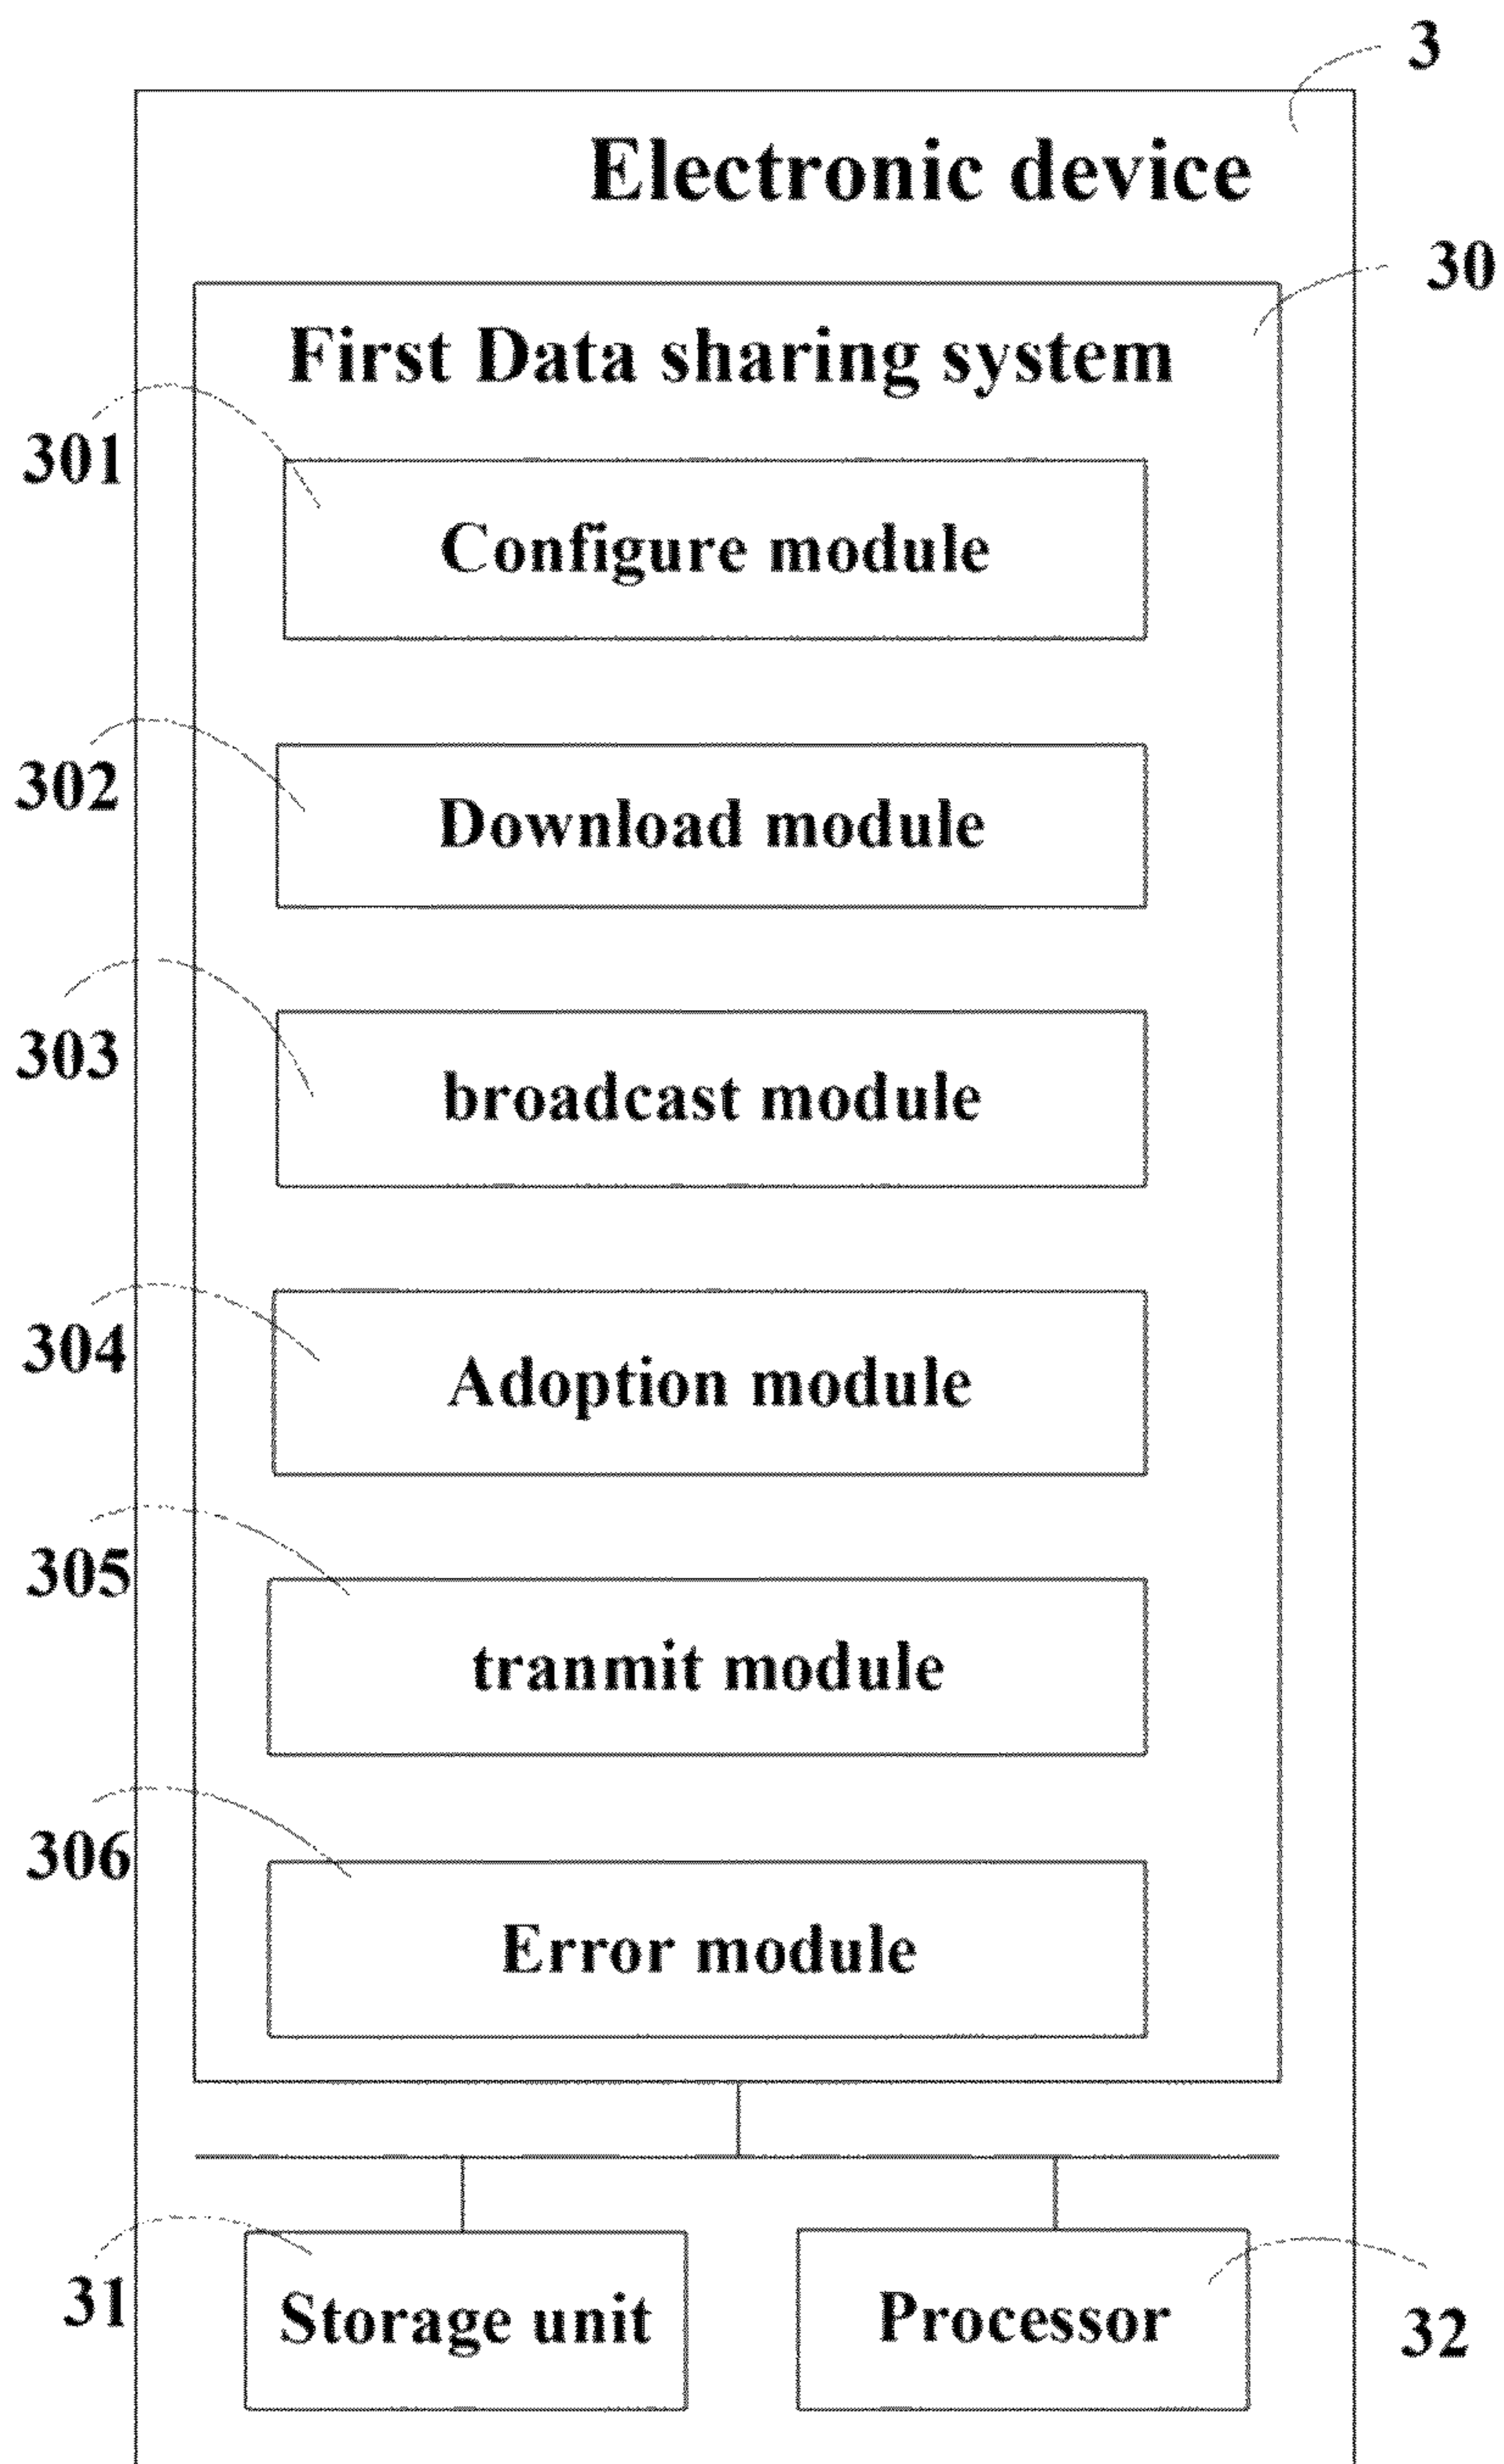 3
Electronic device
30
First Data sharing system
301
Configure module
302
Download module
303
broadcast module
304
Adoption module
305
tranmit module
306
Error module
31
Storage unit
Processor
32